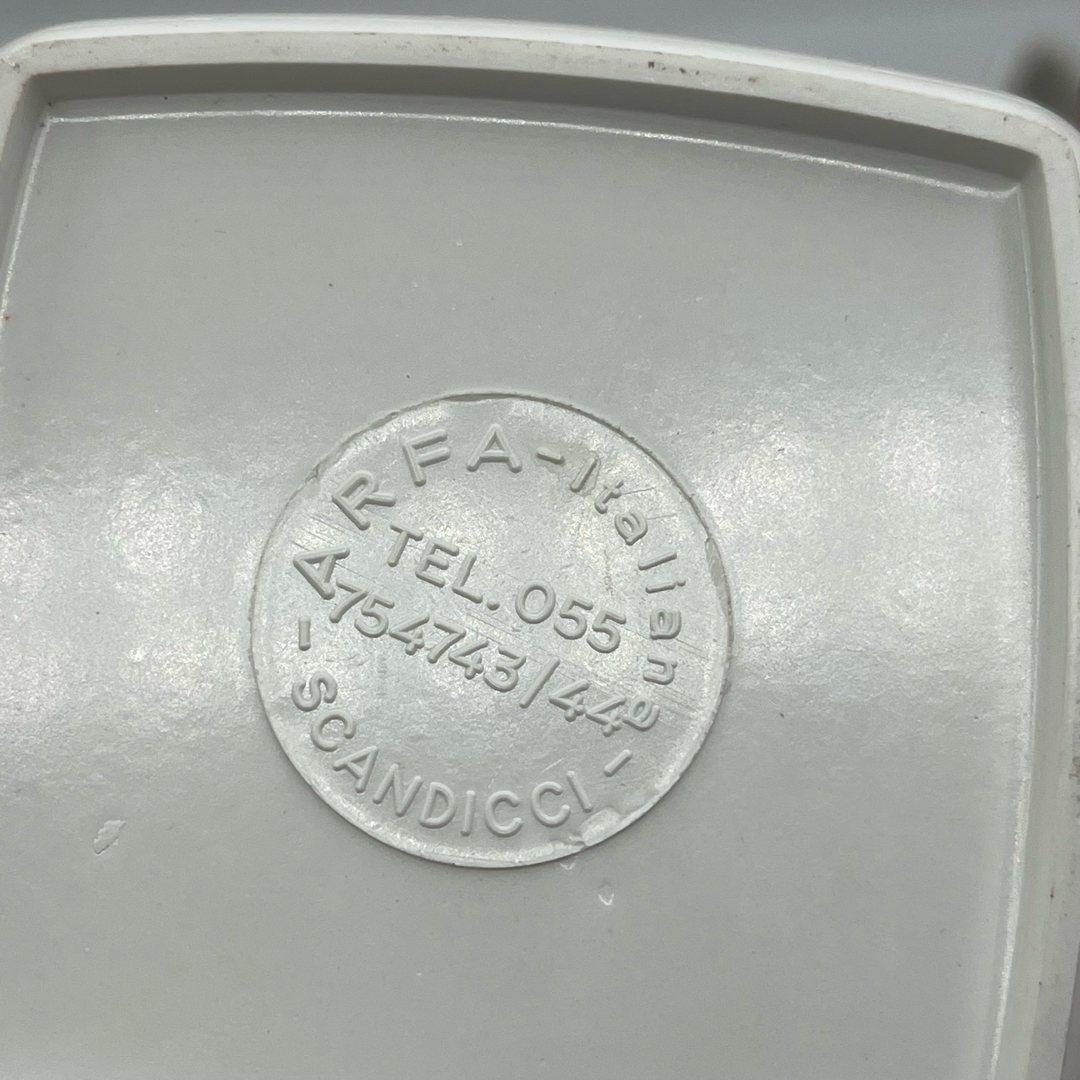 ARFA-Italiana
TEL. 055
754743/44
- SCANDICCI -